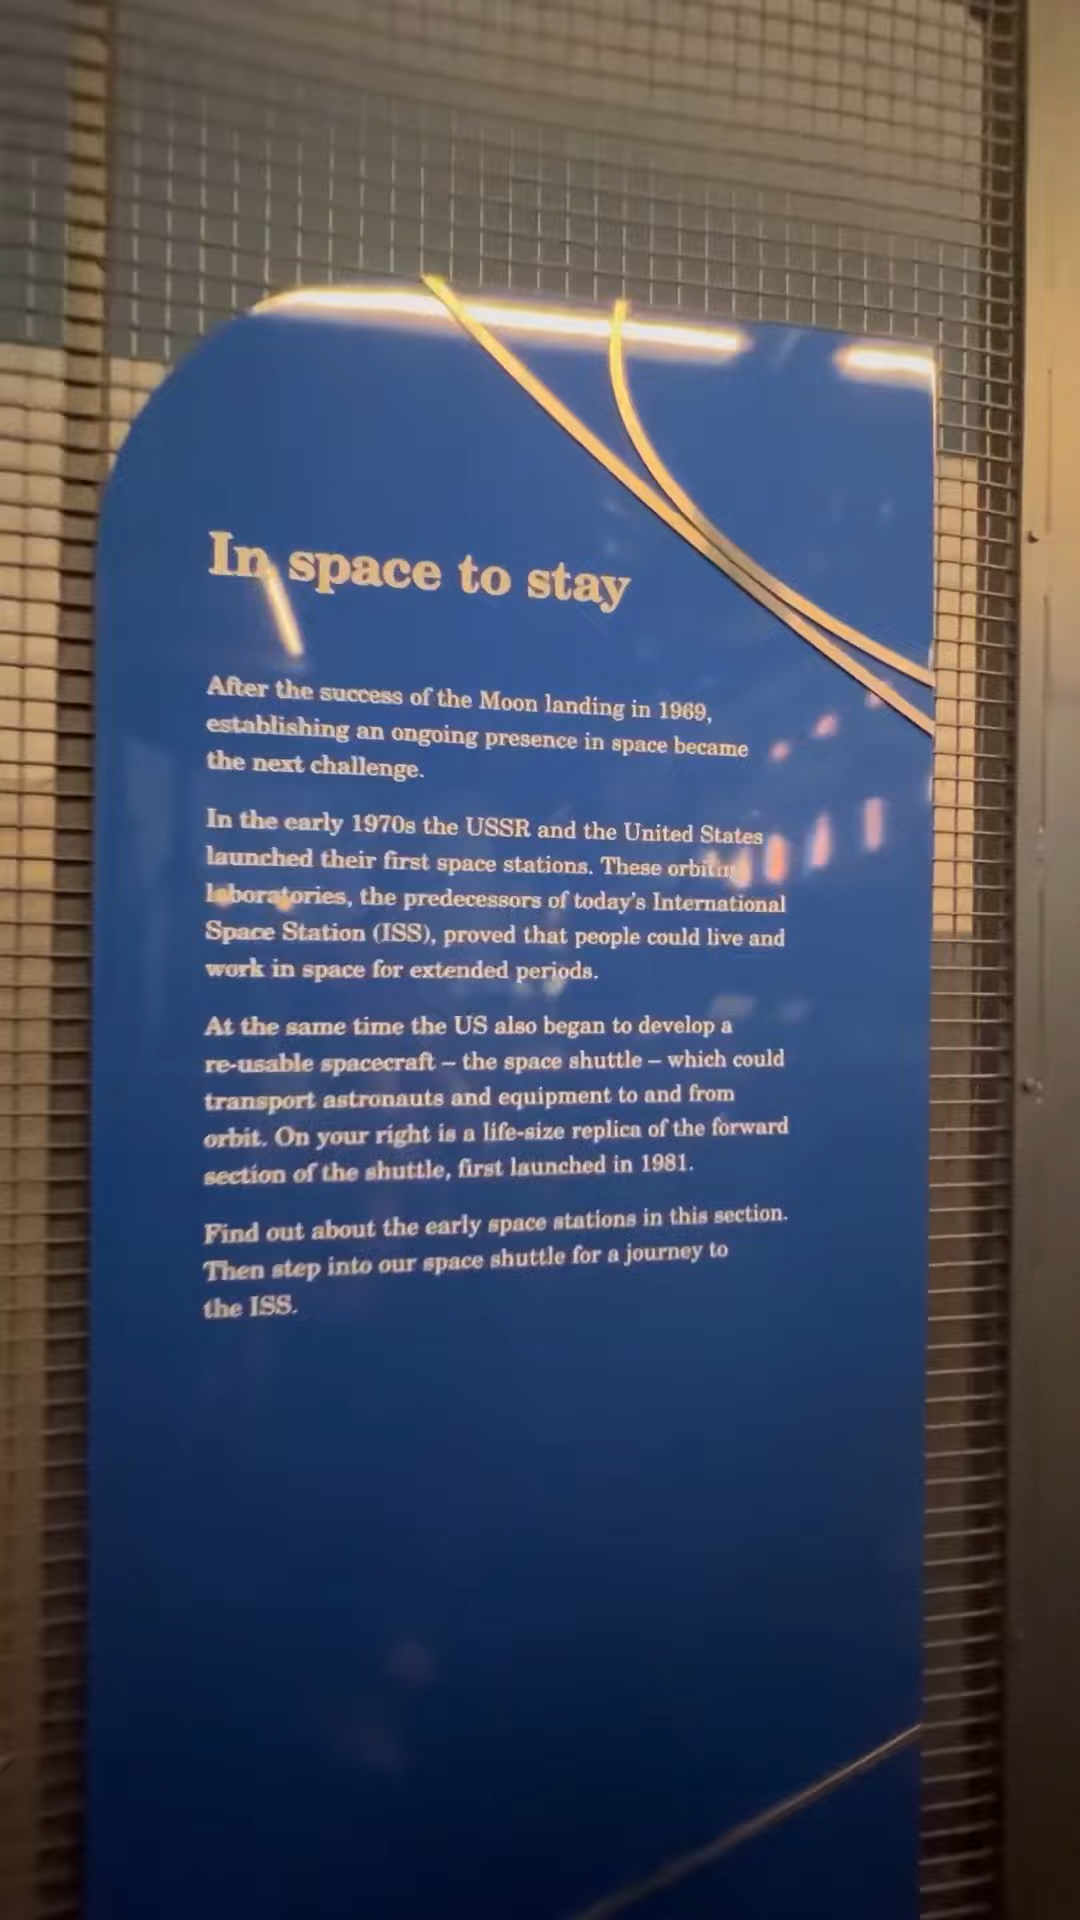 In space to stay
After the success of the Moon landing in 1969,
establishing an ongoing presence in space became
the next challenge.
In the early 1970s the USSR and the United States
launched their first space stations. These orbiting
laboratories, the predecessors of today's International
Space Station (ISS), proved that people could live and
work in space for extended periods.
At the same time the US also began to develop a
re-usable spacecraft – the space shuttle – which could
transport astronauts and equipment to and from
orbit. On your right is a life-size replica of the forward
section of the shuttle, first launched in 1981.
Find out about the early space stations in this section.
Then step into our space shuttle for a journey to
the ISS.